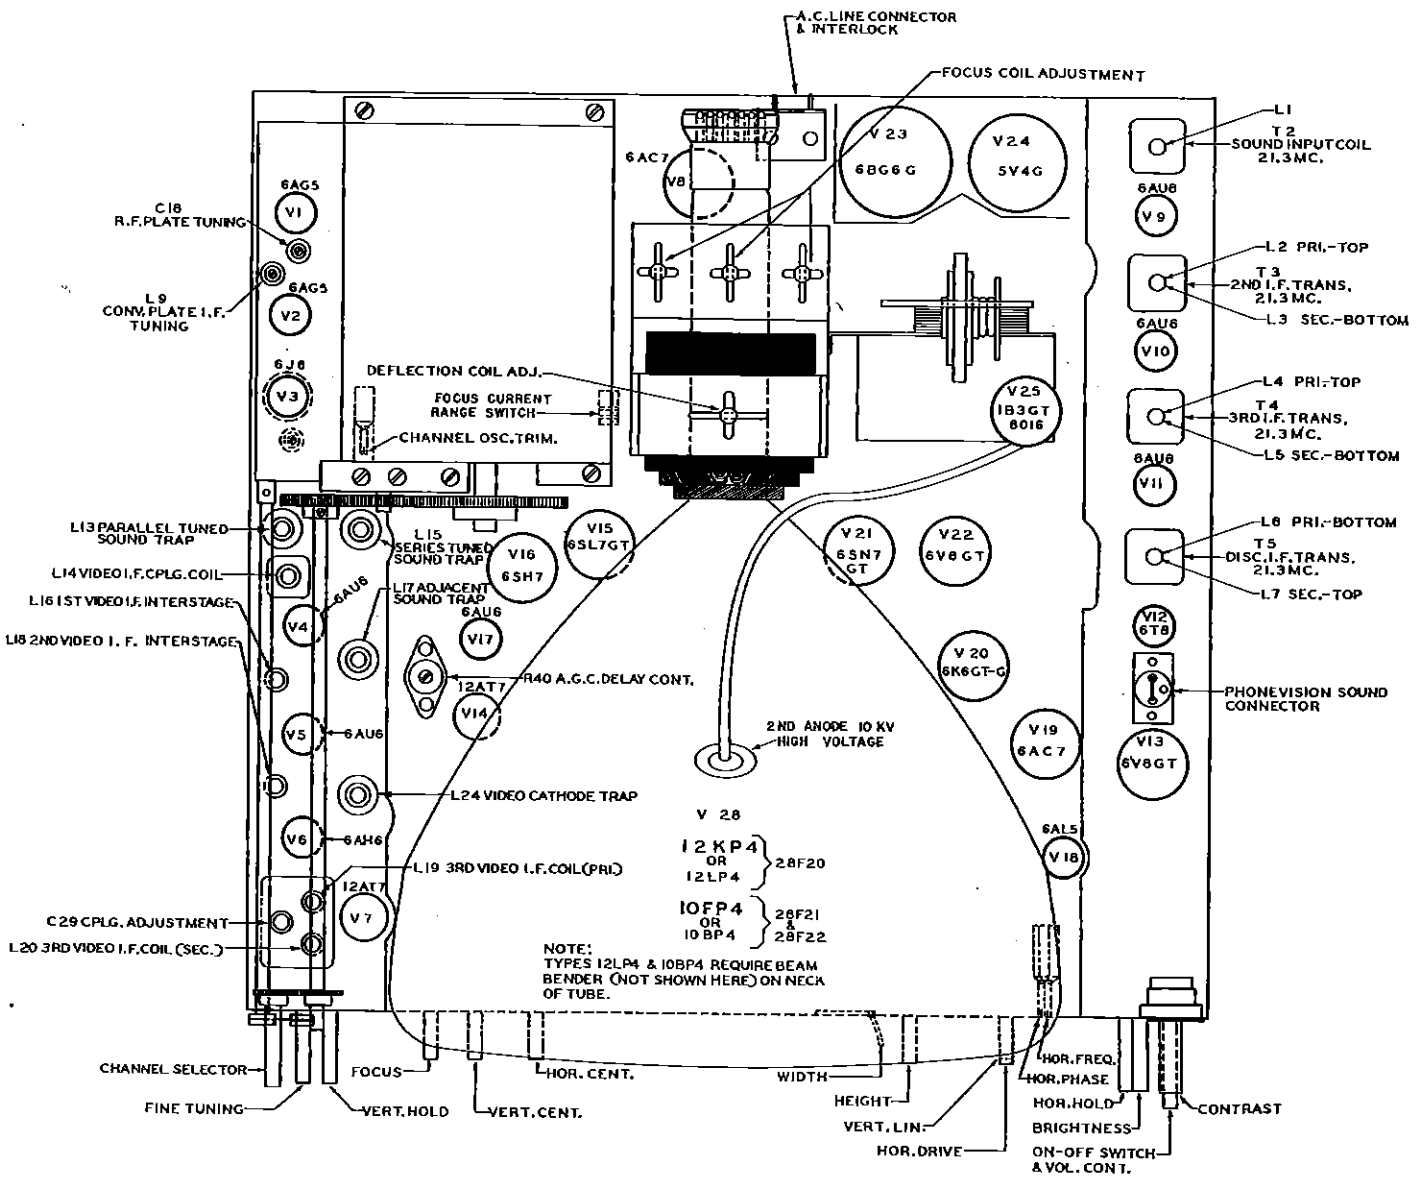 A.C.LINE CONNECTOR
& INTERLOCK
FOCUS COIL ADJUSTMENT
L1
T2
SOUND INPUT COIL
21.3MC.
V23
6BG6G
V24
5V4G
6AC7
V8
6AG5
V1
C18
R.F.PLATE TUNING
6AU6
V9
L2 PRI.-TOP
T3
2ND I.F.TRANS,
21.3MC.
L3 SEC.-BOTTOM
L9
CONV.PLATE I.F.
TUNING
6AG5
V2
6AU6
V10
6J6
V3
DEFLECTION COIL ADJ.
FOCUS CURRENT
RANGE SWITCH
CHANNEL OSC.TRIM.
V25
1B3GT
8016
L4 PRI.-TOP
T4
3RD I.F.TRANS,
21.3MC.
L5 SEC.-BOTTOM
6AU6
V11
L13 PARALLEL TUNED
SOUND TRAP
L15
SERIES TUNED
SOUND TRAP
V16
6SH7
V15
6SL7GT
V21
6SN7
GT
V22
6V6GT
L6 PRI.-BOTTOM
T5
DISC.I.F.TRANS,
21.3MC.
L7 SEC.-TOP
L14 VIDEO I.F.CPLG.COIL
6AU6
L17 ADJACENT
SOUND TRAP
L16 1ST VIDEO I.F. INTERSTAGE
V4
6AU6
V17
V12
6T8
L18 2ND VIDEO I.F. INTERSTAGE
V20
6K6GT-G
R40 A.G.C.DELAY CONT.
12AT7
V14
PHONEVISION SOUND
CONNECTOR
V5
6AU6
2ND ANODE 10 KV
HIGH VOLTAGE
V19
6AC7
V13
6V6GT
L24 VIDEO CATHODE TRAP
V 28
V6
6AH6
12KP4
OR
12LP4
28F20
6AL5
V18
L19 3RD VIDEO I.F.COIL(PRI.)
12AT7
V7
C29 CPLG. ADJUSTMENT
L20 3RD VIDEO I.F.COIL (SEC.)
10FP4
OR
10BP4
28F21
&
28F22
NOTE:
TYPES 12LP4 & 10BP4 REQUIRE BEAM
BENDER (NOT SHOWN HERE) ON NECK
OF TUBE.
CHANNEL SELECTOR
FINE TUNING
VERT.HOLD
FOCUS
VERT.CENT.
HOR.CENT.
WIDTH
HEIGHT
VERT.LIN.
HOR.DRIVE
HOR.FREQ.
HOR.PHASE
HOR.HOLD
BRIGHTNESS
ON-OFF SWITCH
& VOL.CONT.
CONTRAST